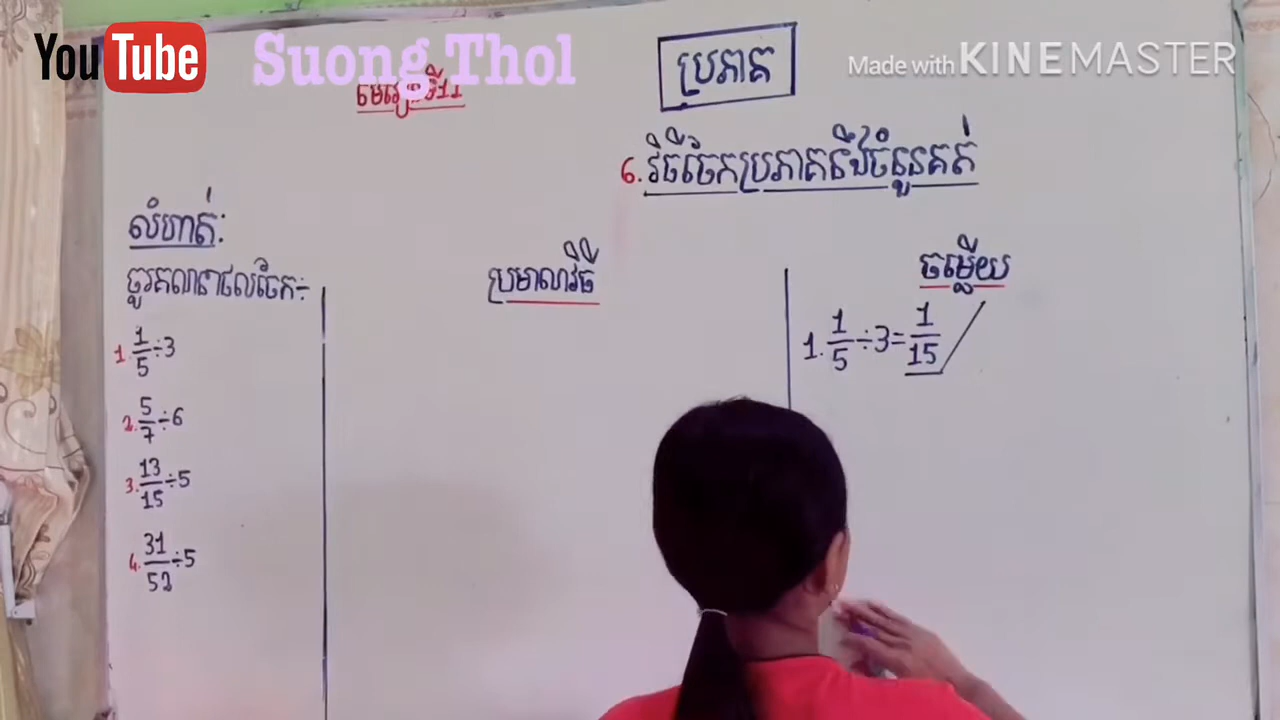 YouTube Suong Thol
Made with KINEMASTER
ប្រភាគ
6. វិធីចែកប្រភាគនឹងចំនួនគត់
លំហាត់:
ចូរគណនាផលចែក÷
ប្រមាណវិធី
ចម្លើយ
1. 1/5 ÷ 3
2. 5/7 ÷ 6
3. 13/15 ÷ 5
4. 31/52 ÷ 5
1. 1/5 ÷ 3 = 1/15